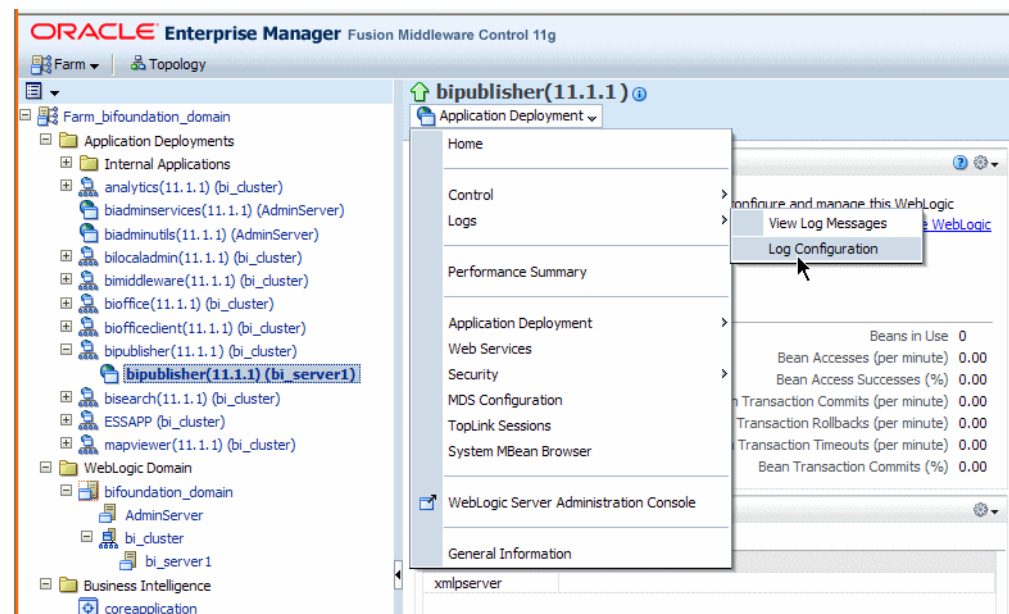 ORACLE Enterprise Manager Fusion Middleware Control 11g
Farm
Topology
Farm_bifoundation_domain
Application Deployments
Internal Applications
analytics(11.1.1) (bi_cluster)
biadminservices(11.1.1) (AdminServer)
biadminutils(11.1.1) (AdminServer)
bilocaladmin(11.1.1) (bi_cluster)
bimiddleware(11.1.1) (bi_cluster)
bioffice(11.1.1) (bi_cluster)
biofficeclient(11.1.1) (bi_cluster)
bipublisher(11.1.1) (bi_cluster)
bipublisher(11.1.1) (bi_server1)
bisearch(11.1.1) (bi_cluster)
ESSAPP (bi_cluster)
mapviewer(11.1.1) (bi_cluster)
WebLogic Domain
bifoundation_domain
AdminServer
bi_cluster
bi_server1
Business Intelligence
coreapplication
bipublisher(11.1.1)
Application Deployment
Home
Control
Logs
Performance Summary
Application Deployment
Web Services
Security
MDS Configuration
TopLink Sessions
System MBean Browser
WebLogic Server Administration Console
General Information
View Log Messages
Log Configuration
configure and manage this WebLogic
WebLogic
Beans in Use 0
Bean Accesses (per minute) 0.00
Bean Access Successes (%) 0.00
Transaction Commits (per minute) 0.00
Transaction Rollbacks (per minute) 0.00
Transaction Timeouts (per minute) 0.00
Bean Transaction Commits (%) 0.00
xmlpserver